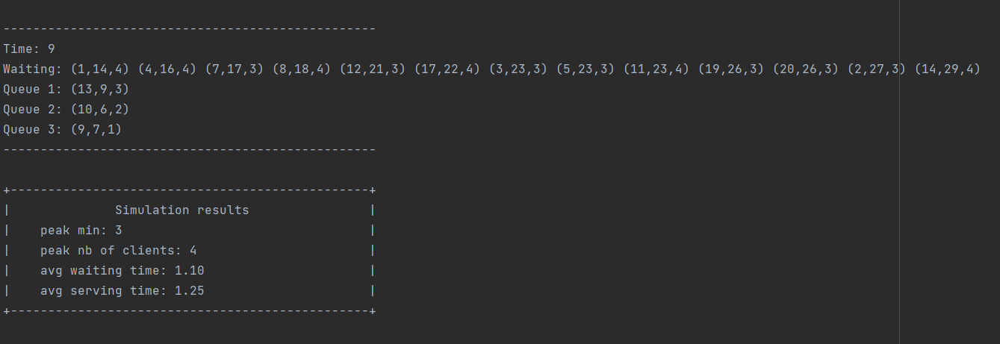 --------------------------------------------------
Time: 9
Waiting: (1,14,4) (4,16,4) (7,17,3) (8,18,4) (12,21,3) (17,22,4) (3,23,3) (5,23,3) (11,23,4) (19,26,3) (20,26,3) (2,27,3) (14,29,4)
Queue 1: (13,9,3)
Queue 2: (10,6,2)
Queue 3: (9,7,1)
--------------------------------------------------
+------------------------------------------------+
|              Simulation results                |
|    peak min: 3                                 |
|    peak nb of clients: 4                       |
|    avg waiting time: 1.10                      |
|    avg serving time: 1.25                      |
+------------------------------------------------+